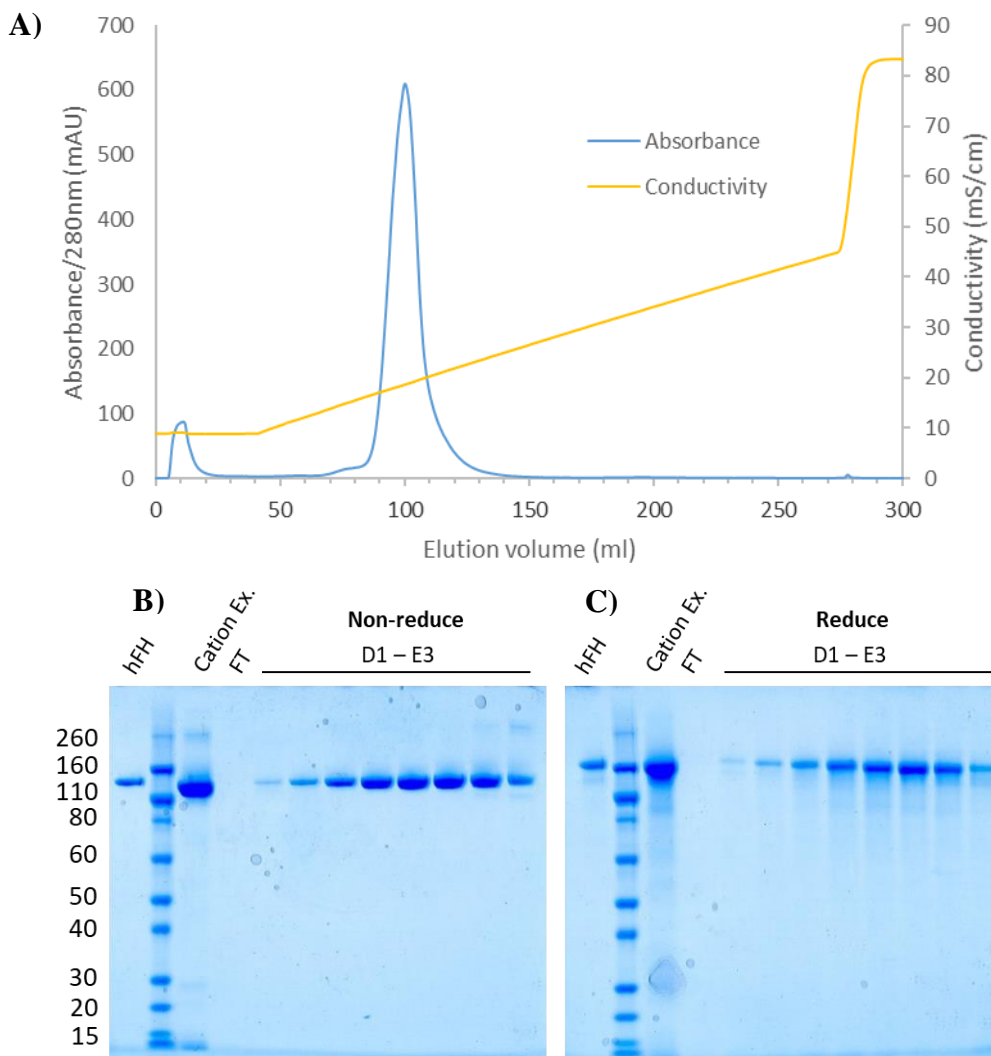 A)
700
600
500
400
300
200
100
0
Absorbance/280nm (mAU)
90
80
70
60
50
40
30
20
10
0
Conductivity (mS/cm)
Absorbance
Conductivity
0 50 100 150 200 250 300
Elution volume (ml)
B)
hFH
Cation Ex.
FT
Non-reduce
D1 – E3
260
160
110
80
60
50
40
30
20
15
C)
hFH
Cation Ex.
FT
Reduce
D1 – E3